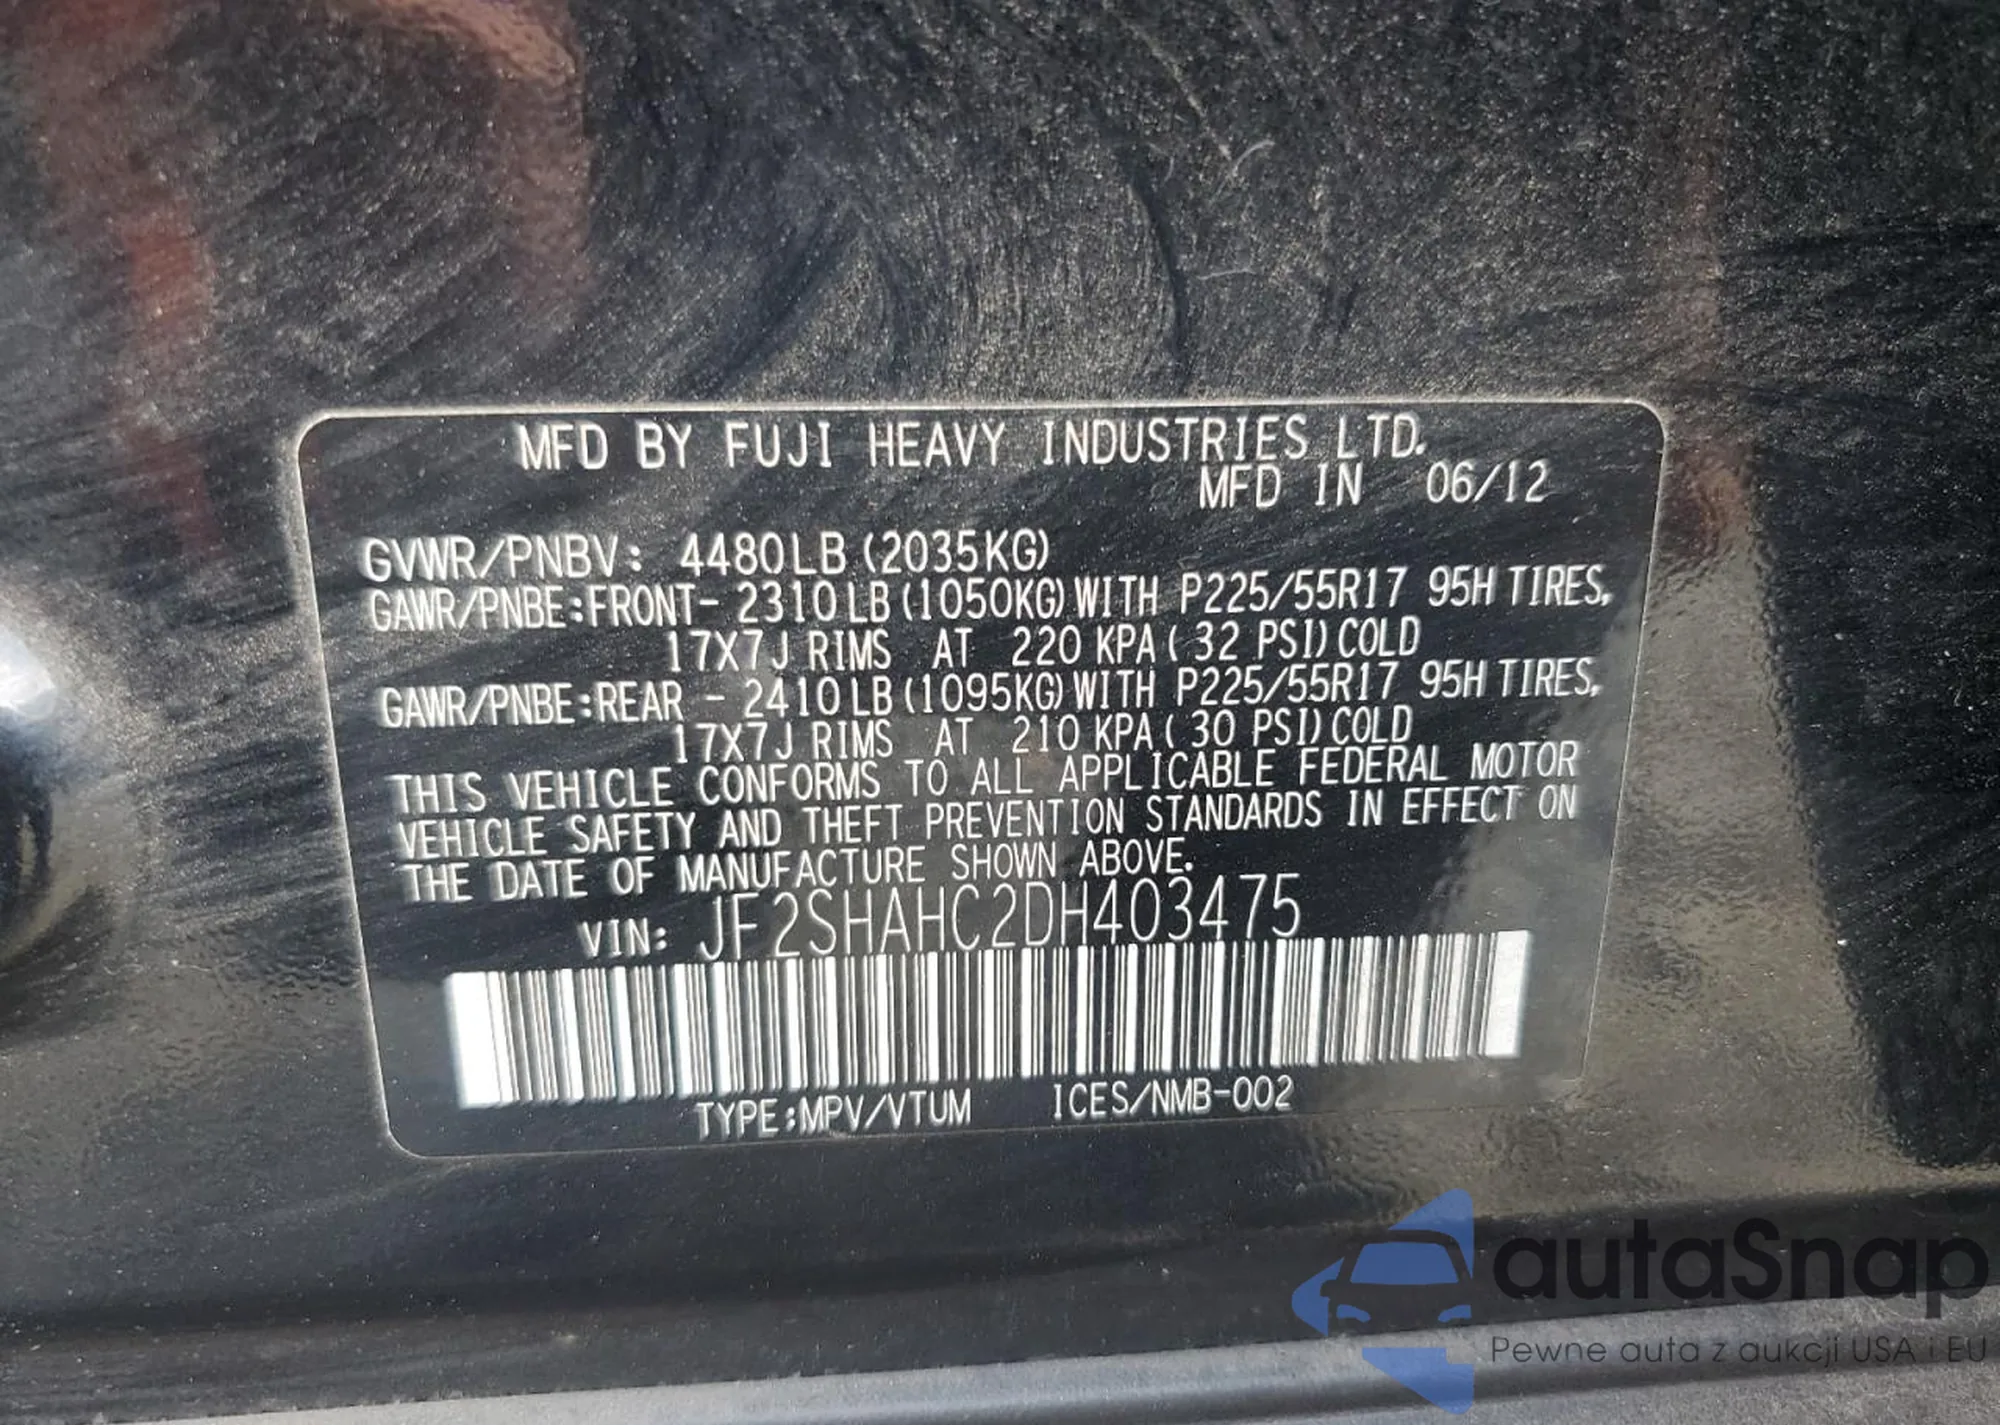 MFD BY FUJI HEAVY INDUSTRIES LTD.
MFD IN 06/12
GVWR/PNBV: 4480LB (2035KG)
GAWR/PNBE:FRONT- 2310LB (1050KG) WITH P225/55R17 95H TIRES,
17X7J RIMS AT 220 KPA ( 32 PSI) COLD
GAWR/PNBE:REAR - 2410LB (1095KG) WITH P225/55R17 95H TIRES,
17X7J RIMS AT 210 KPA ( 30 PSI) COLD
THIS VEHICLE CONFORMS TO ALL APPLICABLE FEDERAL MOTOR
VEHICLE SAFETY AND THEFT PREVENTION STANDARDS IN EFFECT ON
THE DATE OF MANUFACTURE SHOWN ABOVE.
VIN: JF2SHAHC2DH403475
TYPE:MPV/VTUM ICES/NMB-002
autaSnap
Pewne auta z aukcji USA i EU